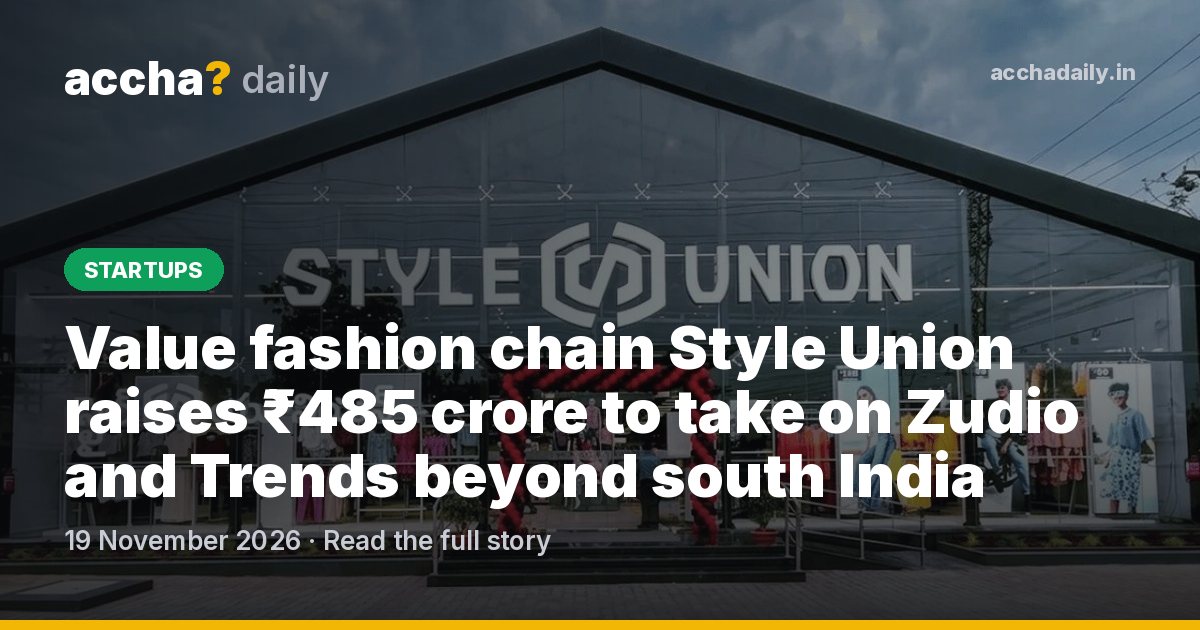 accha? daily
acchadaily.in
STYLE UNION
STARTUPS
Value fashion chain Style Union
raises ₹485 crore to take on Zudio
and Trends beyond south India
19 November 2026 · Read the full story